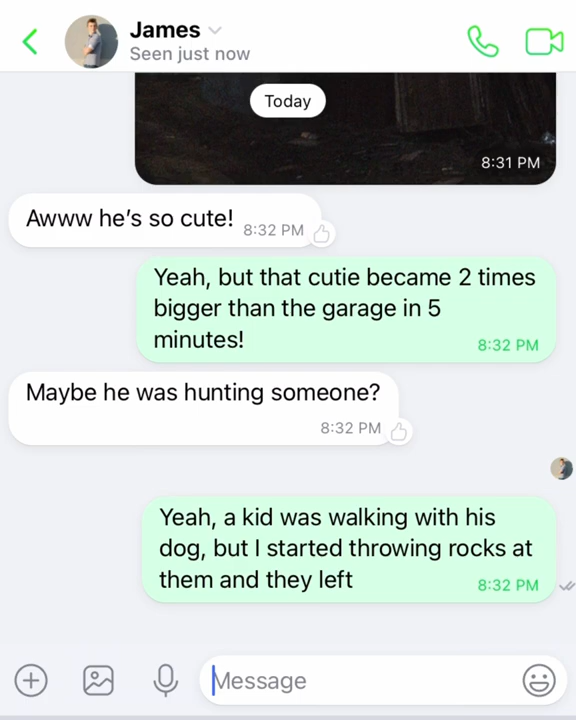 James
Seen just now
Today
8:31 PM
Awww he’s so cute!
8:32 PM
Yeah, but that cutie became 2 times
bigger than the garage in 5
minutes!
8:32 PM
Maybe he was hunting someone?
8:32 PM
Yeah, a kid was walking with his
dog, but I started throwing rocks at
them and they left
8:32 PM
Message